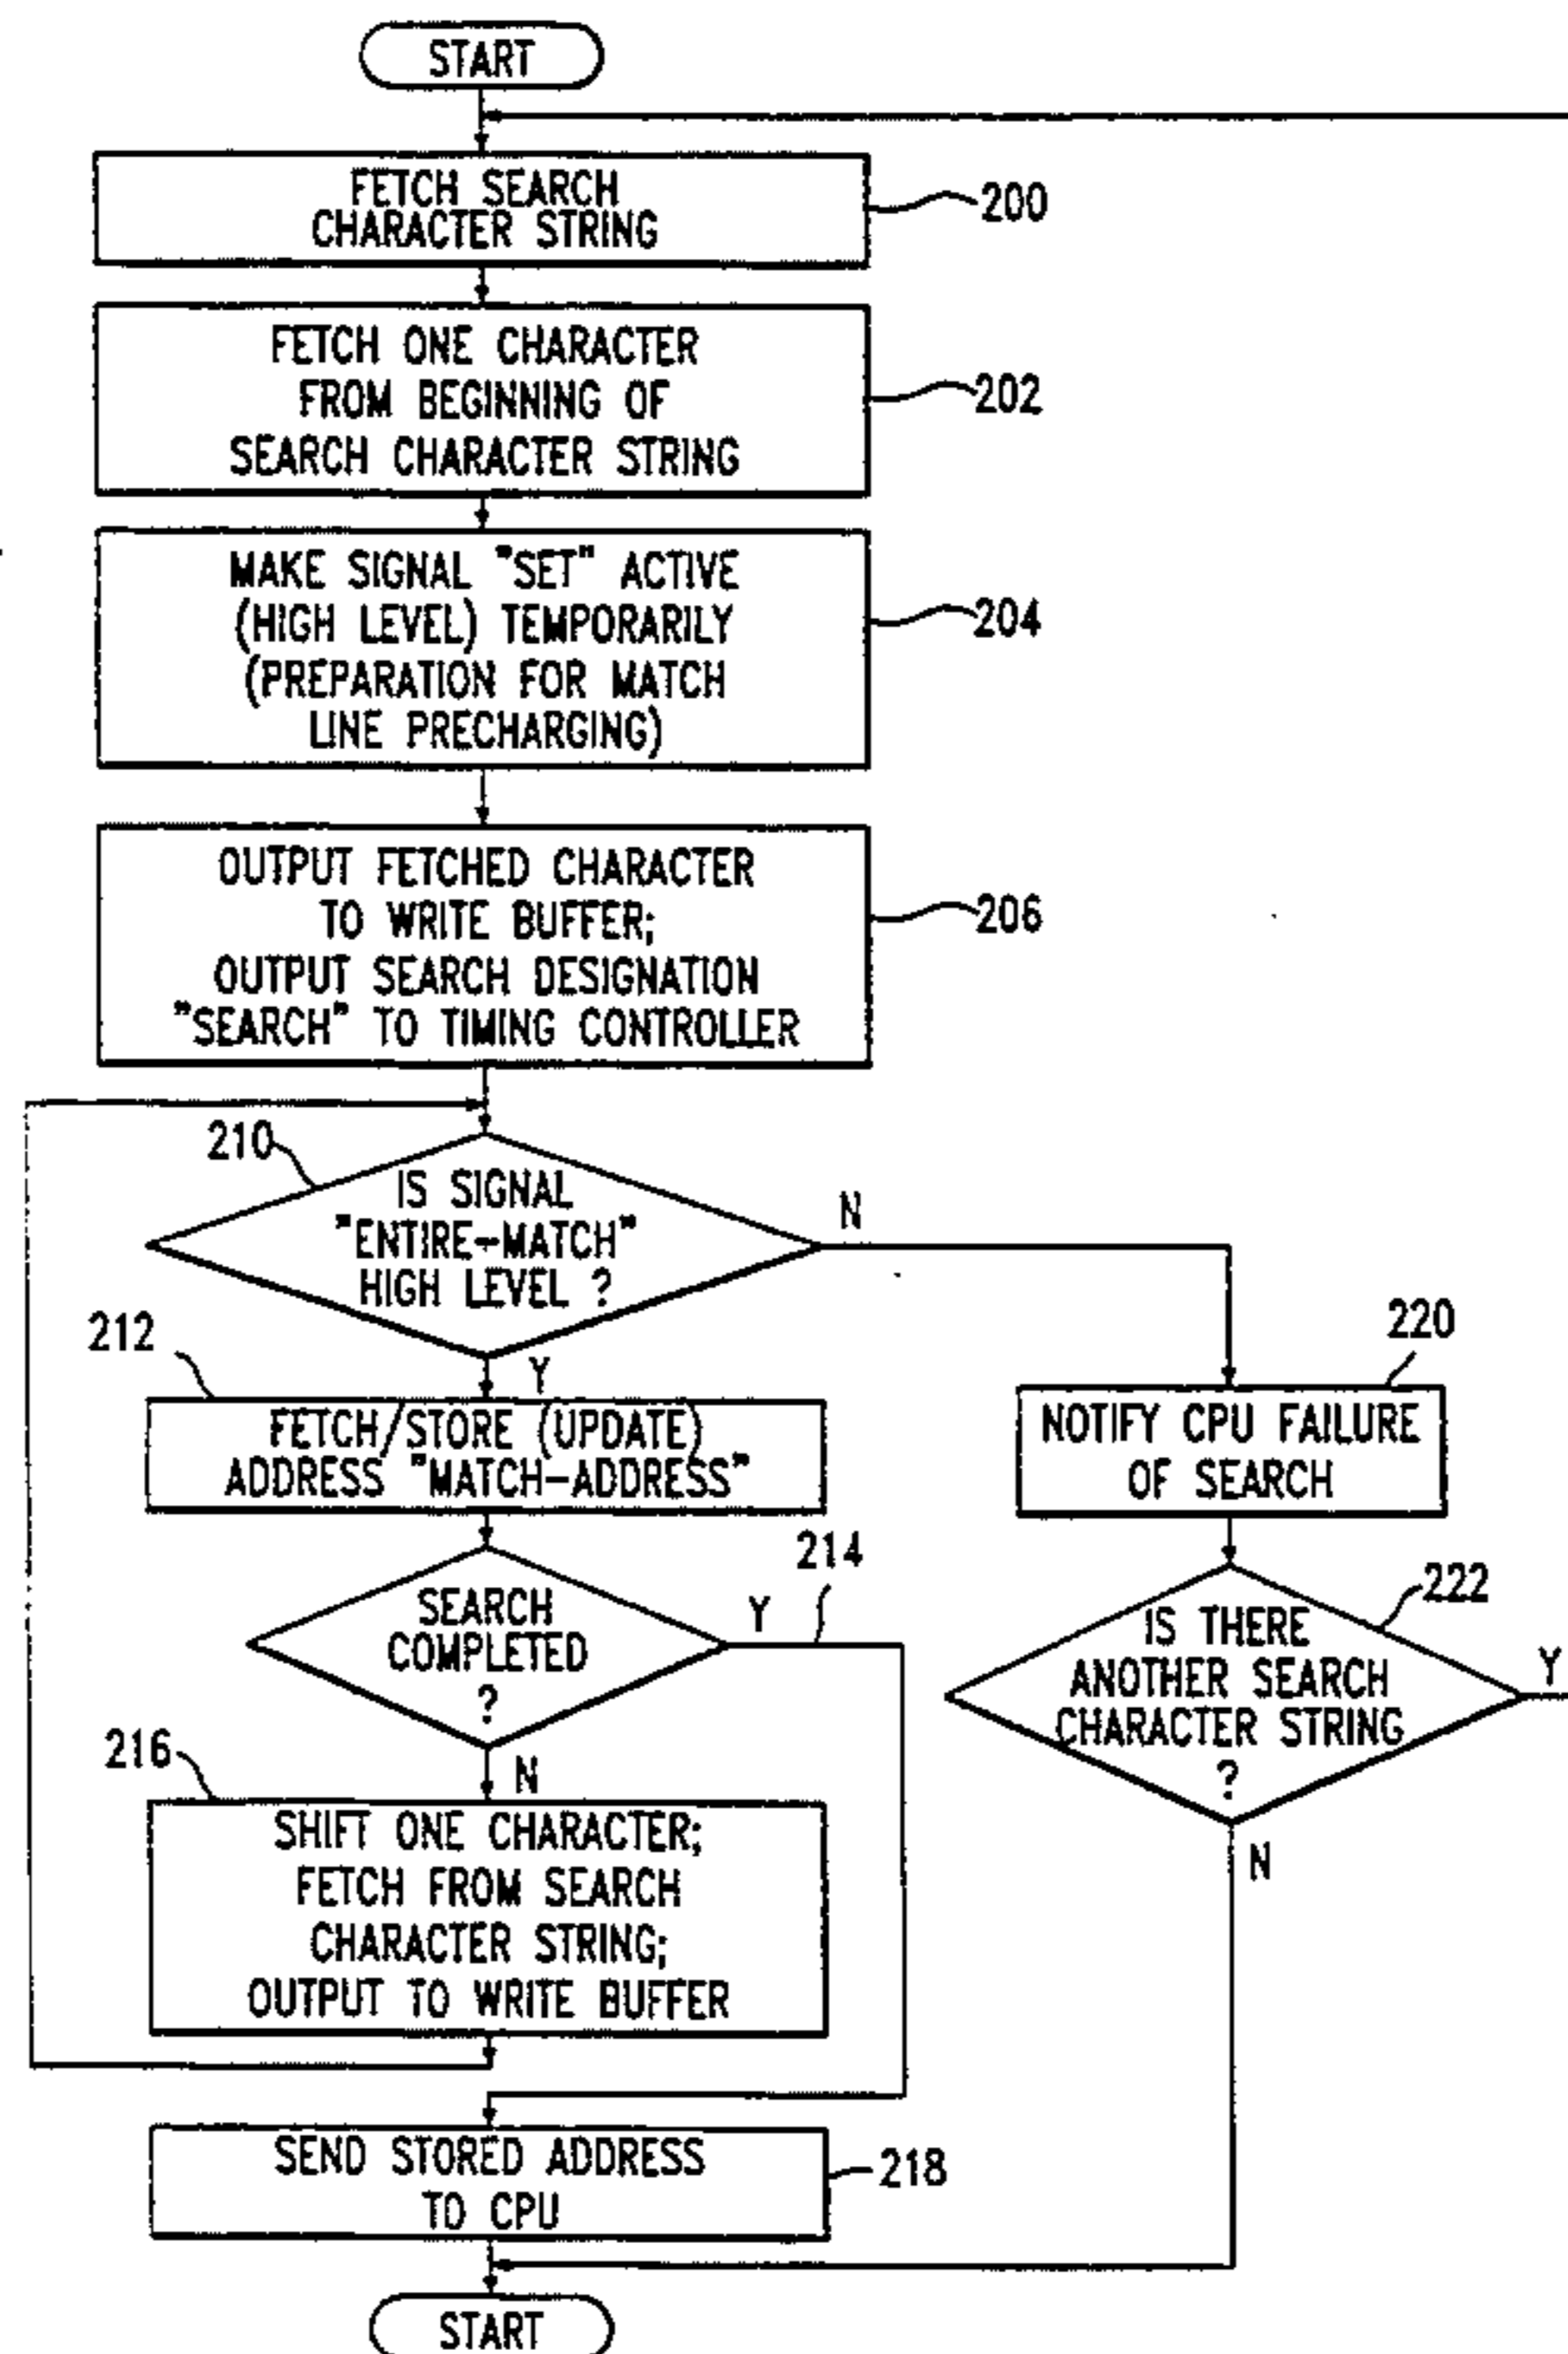 START
FETCH SEARCH
CHARACTER STRING
200
FETCH ONE CHARACTER
FROM BEGINNING OF
SEARCH CHARACTER STRING
202
MAKE SIGNAL "SET" ACTIVE
(HIGH LEVEL) TEMPORARILY
(PREPARATION FOR MATCH
LINE PRECHARGING)
204
OUTPUT FETCHED CHARACTER
TO WRITE BUFFER;
OUTPUT SEARCH DESIGNATION
"SEARCH" TO TIMING CONTROLLER
206
210
IS SIGNAL
"ENTIRE-MATCH"
HIGH LEVEL ?
N
Y
212
FETCH/STORE (UPDATE)
ADDRESS "MATCH-ADDRESS"
220
NOTIFY CPU FAILURE
OF SEARCH
SEARCH
COMPLETED
?
Y
214
N
222
IS THERE
ANOTHER SEARCH
CHARACTER STRING
?
Y
N
216
SHIFT ONE CHARACTER;
FETCH FROM SEARCH
CHARACTER STRING;
OUTPUT TO WRITE BUFFER
SEND STORED ADDRESS
TO CPU
218
START